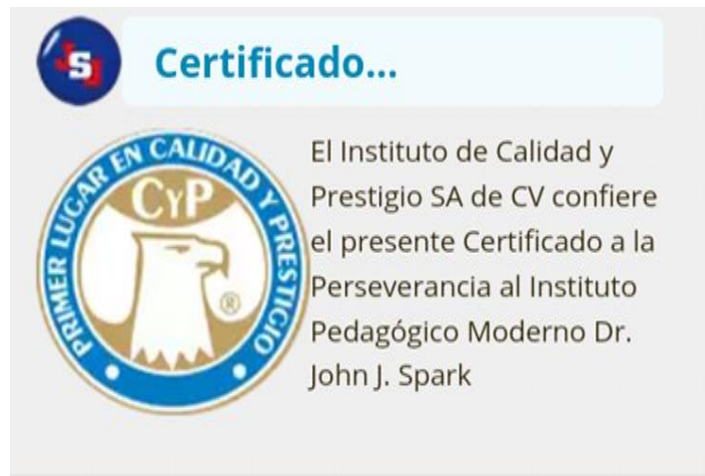 JSJ
Certificado...
PRIMER LUGAR EN CALIDAD Y PRESTIGIO
CYP
®
El Instituto de Calidad y
Prestigio SA de CV confiere
el presente Certificado a la
Perseverancia al Instituto
Pedagógico Moderno Dr.
John J. Spark